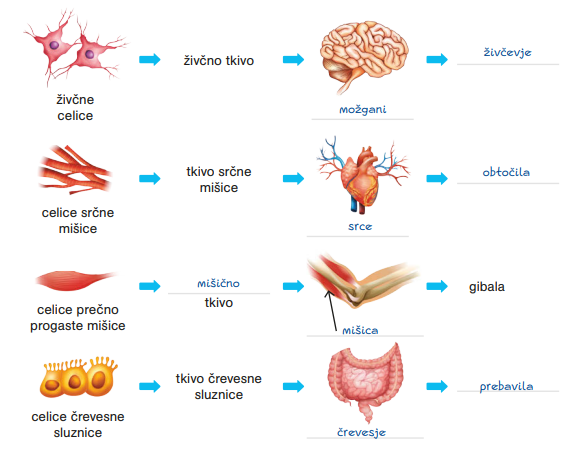 živčne
celice
živčno tkivo
možgani
živčevje
celice srčne
mišice
tkivo srčne
mišice
srce
obtočila
celice prečno
progaste mišice
mišično
tkivo
mišica
gibala
celice črevesne
sluznice
tkivo črevesne
sluznice
črevesje
prebavila